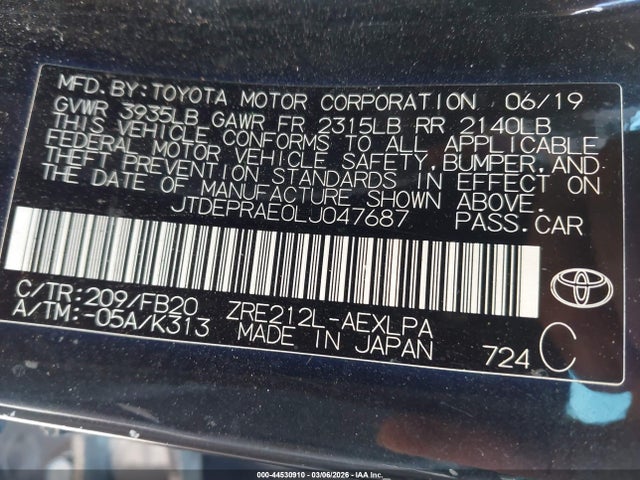 MFD.BY:TOYOTA MOTOR CORPORATION 06/19
GVWR 3935LB GAWR FR 2315LB RR 2140LB
THIS VEHICLE CONFORMS TO ALL APPLICABLE
FEDERAL MOTOR VEHICLE SAFETY,BUMPER,AND
THEFT PREVENTION STANDARDS IN EFFECT ON
THE DATE OF MANUFACTURE SHOWN ABOVE.
JTDEPRAE0LJ047687 PASS.CAR
C/TR:209/FB20 ZRE212L-AEXLPA
A/TM:-05A/K313 MADE IN JAPAN 724 C
00-44530910 - 03/06/2026 - IAAI.com